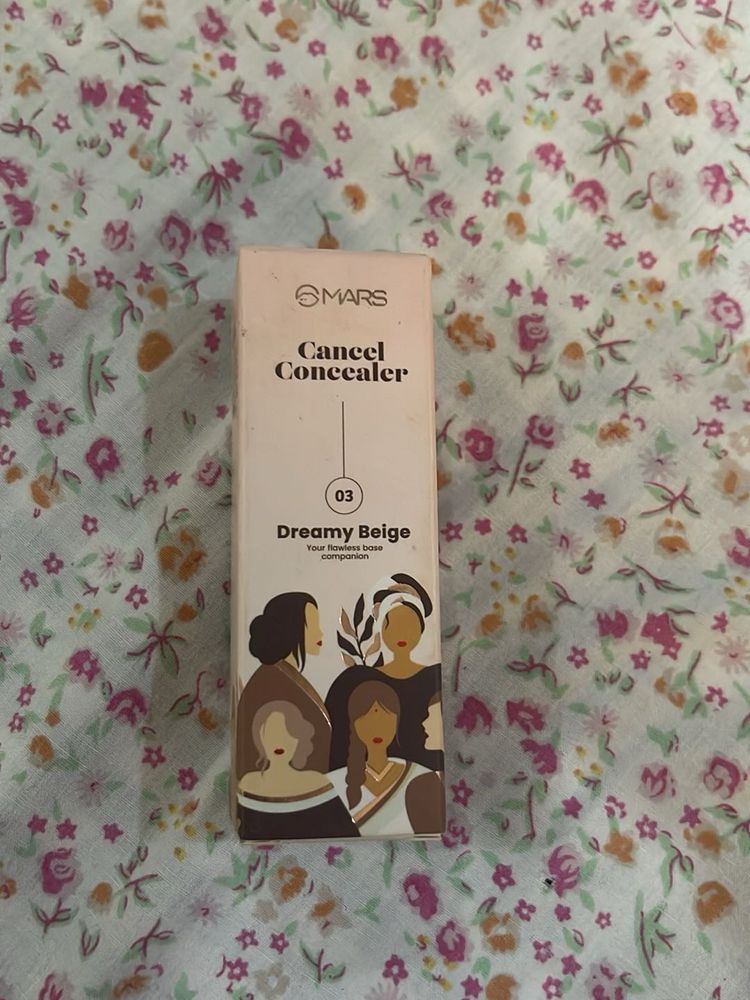 MARS
Cancel
Concealer
03
Dreamy Beige
Your flawless base
companion